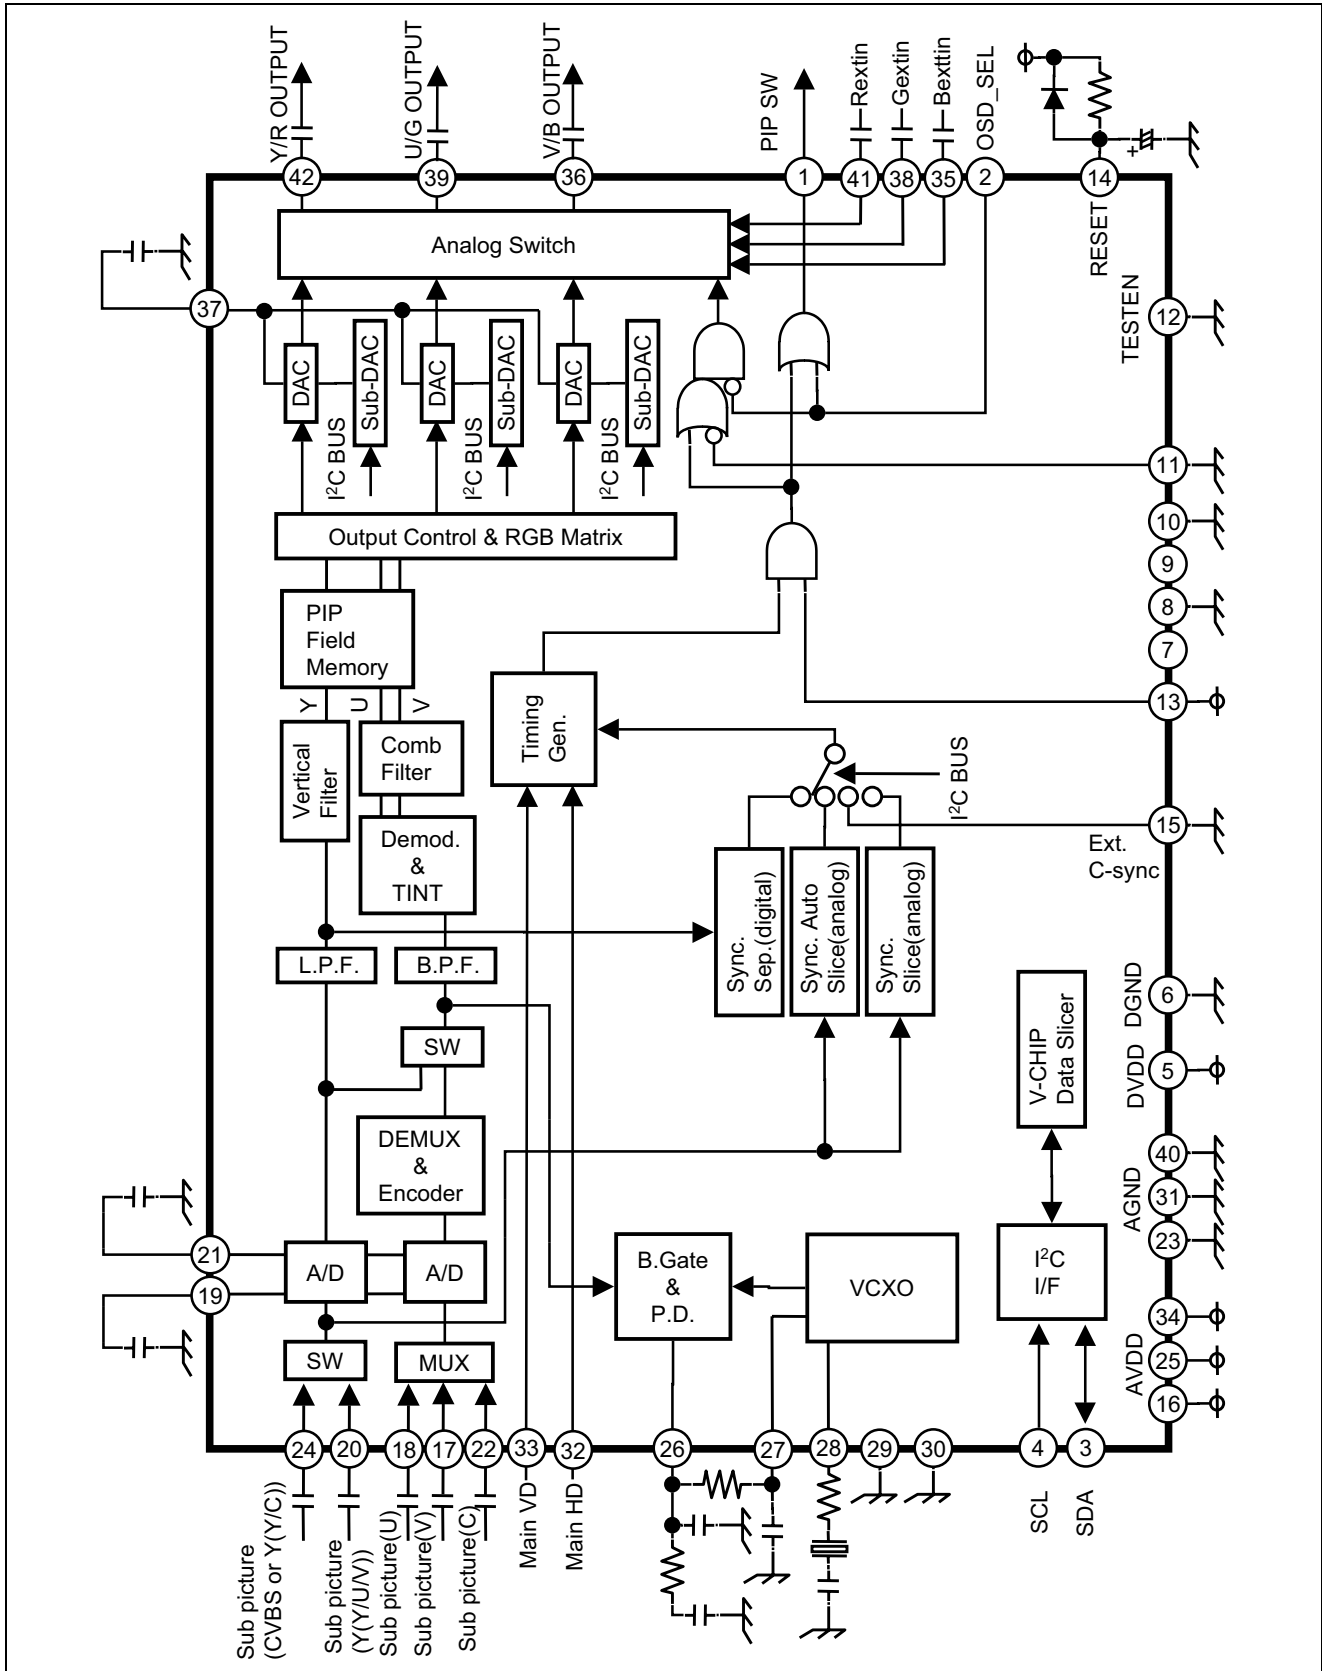 Y/R OUTPUT
U/G OUTPUT
V/B OUTPUT
PIP SW
Rextin
Gextin
Bexttin
OSD_SEL
42
39
36
1
41
38
35
2
14
RESET
Analog Switch
37
TESTEN
12
DAC
Sub-DAC
DAC
Sub-DAC
DAC
Sub-DAC
I²C BUS
I²C BUS
I²C BUS
11
Output Control & RGB Matrix
10
9
8
7
13
PIP
Field
Memory
Y
U
V
Timing
Gen.
Vertical
Filter
Comb
Filter
I²C BUS
15
Ext.
C-sync
Demod.
&
TINT
Sync.
Sep.(digital)
Sync. Auto
Slice(analog)
Sync.
Slice(analog)
L.P.F.
B.P.F.
SW
V-CHIP
Data Slicer
DGND
6
DVDD
5
DEMUX
&
Encoder
AGND
40
31
23
21
19
A/D
A/D
B.Gate
&
P.D.
VCXO
I²C
I/F
AVDD
34
25
16
SW
MUX
24
20
18
17
22
33
32
26
27
28
29
30
4
3
Sub picture
(CVBS or Y(Y/C))
Sub picture
(Y(Y/U/V))
Sub picture(U)
Sub picture(V)
Sub picture(C)
Main VD
Main HD
SCL
SDA
+